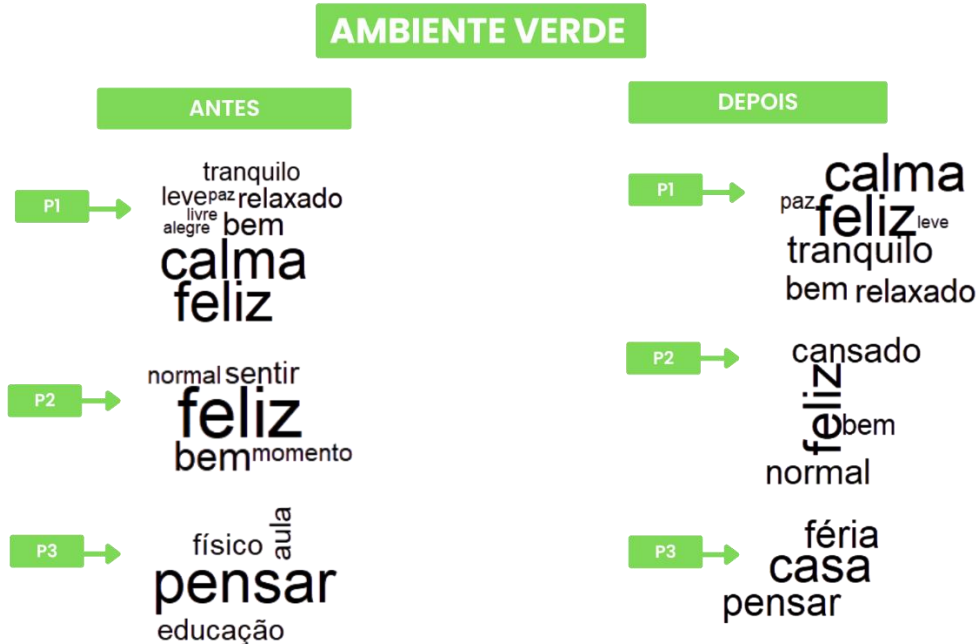 AMBIENTE VERDE
ANTES
P1
tranquilo
leve paz relaxado
livre
alegre bem
calma
feliz
P2
normal sentir
feliz
bem momento
P3
físico aula
pensar
educação
DEPOIS
P1
calma
paz feliz leve
tranquilo
bem relaxado
P2
cansado
feliz
bem
normal
P3
féria
casa
pensar